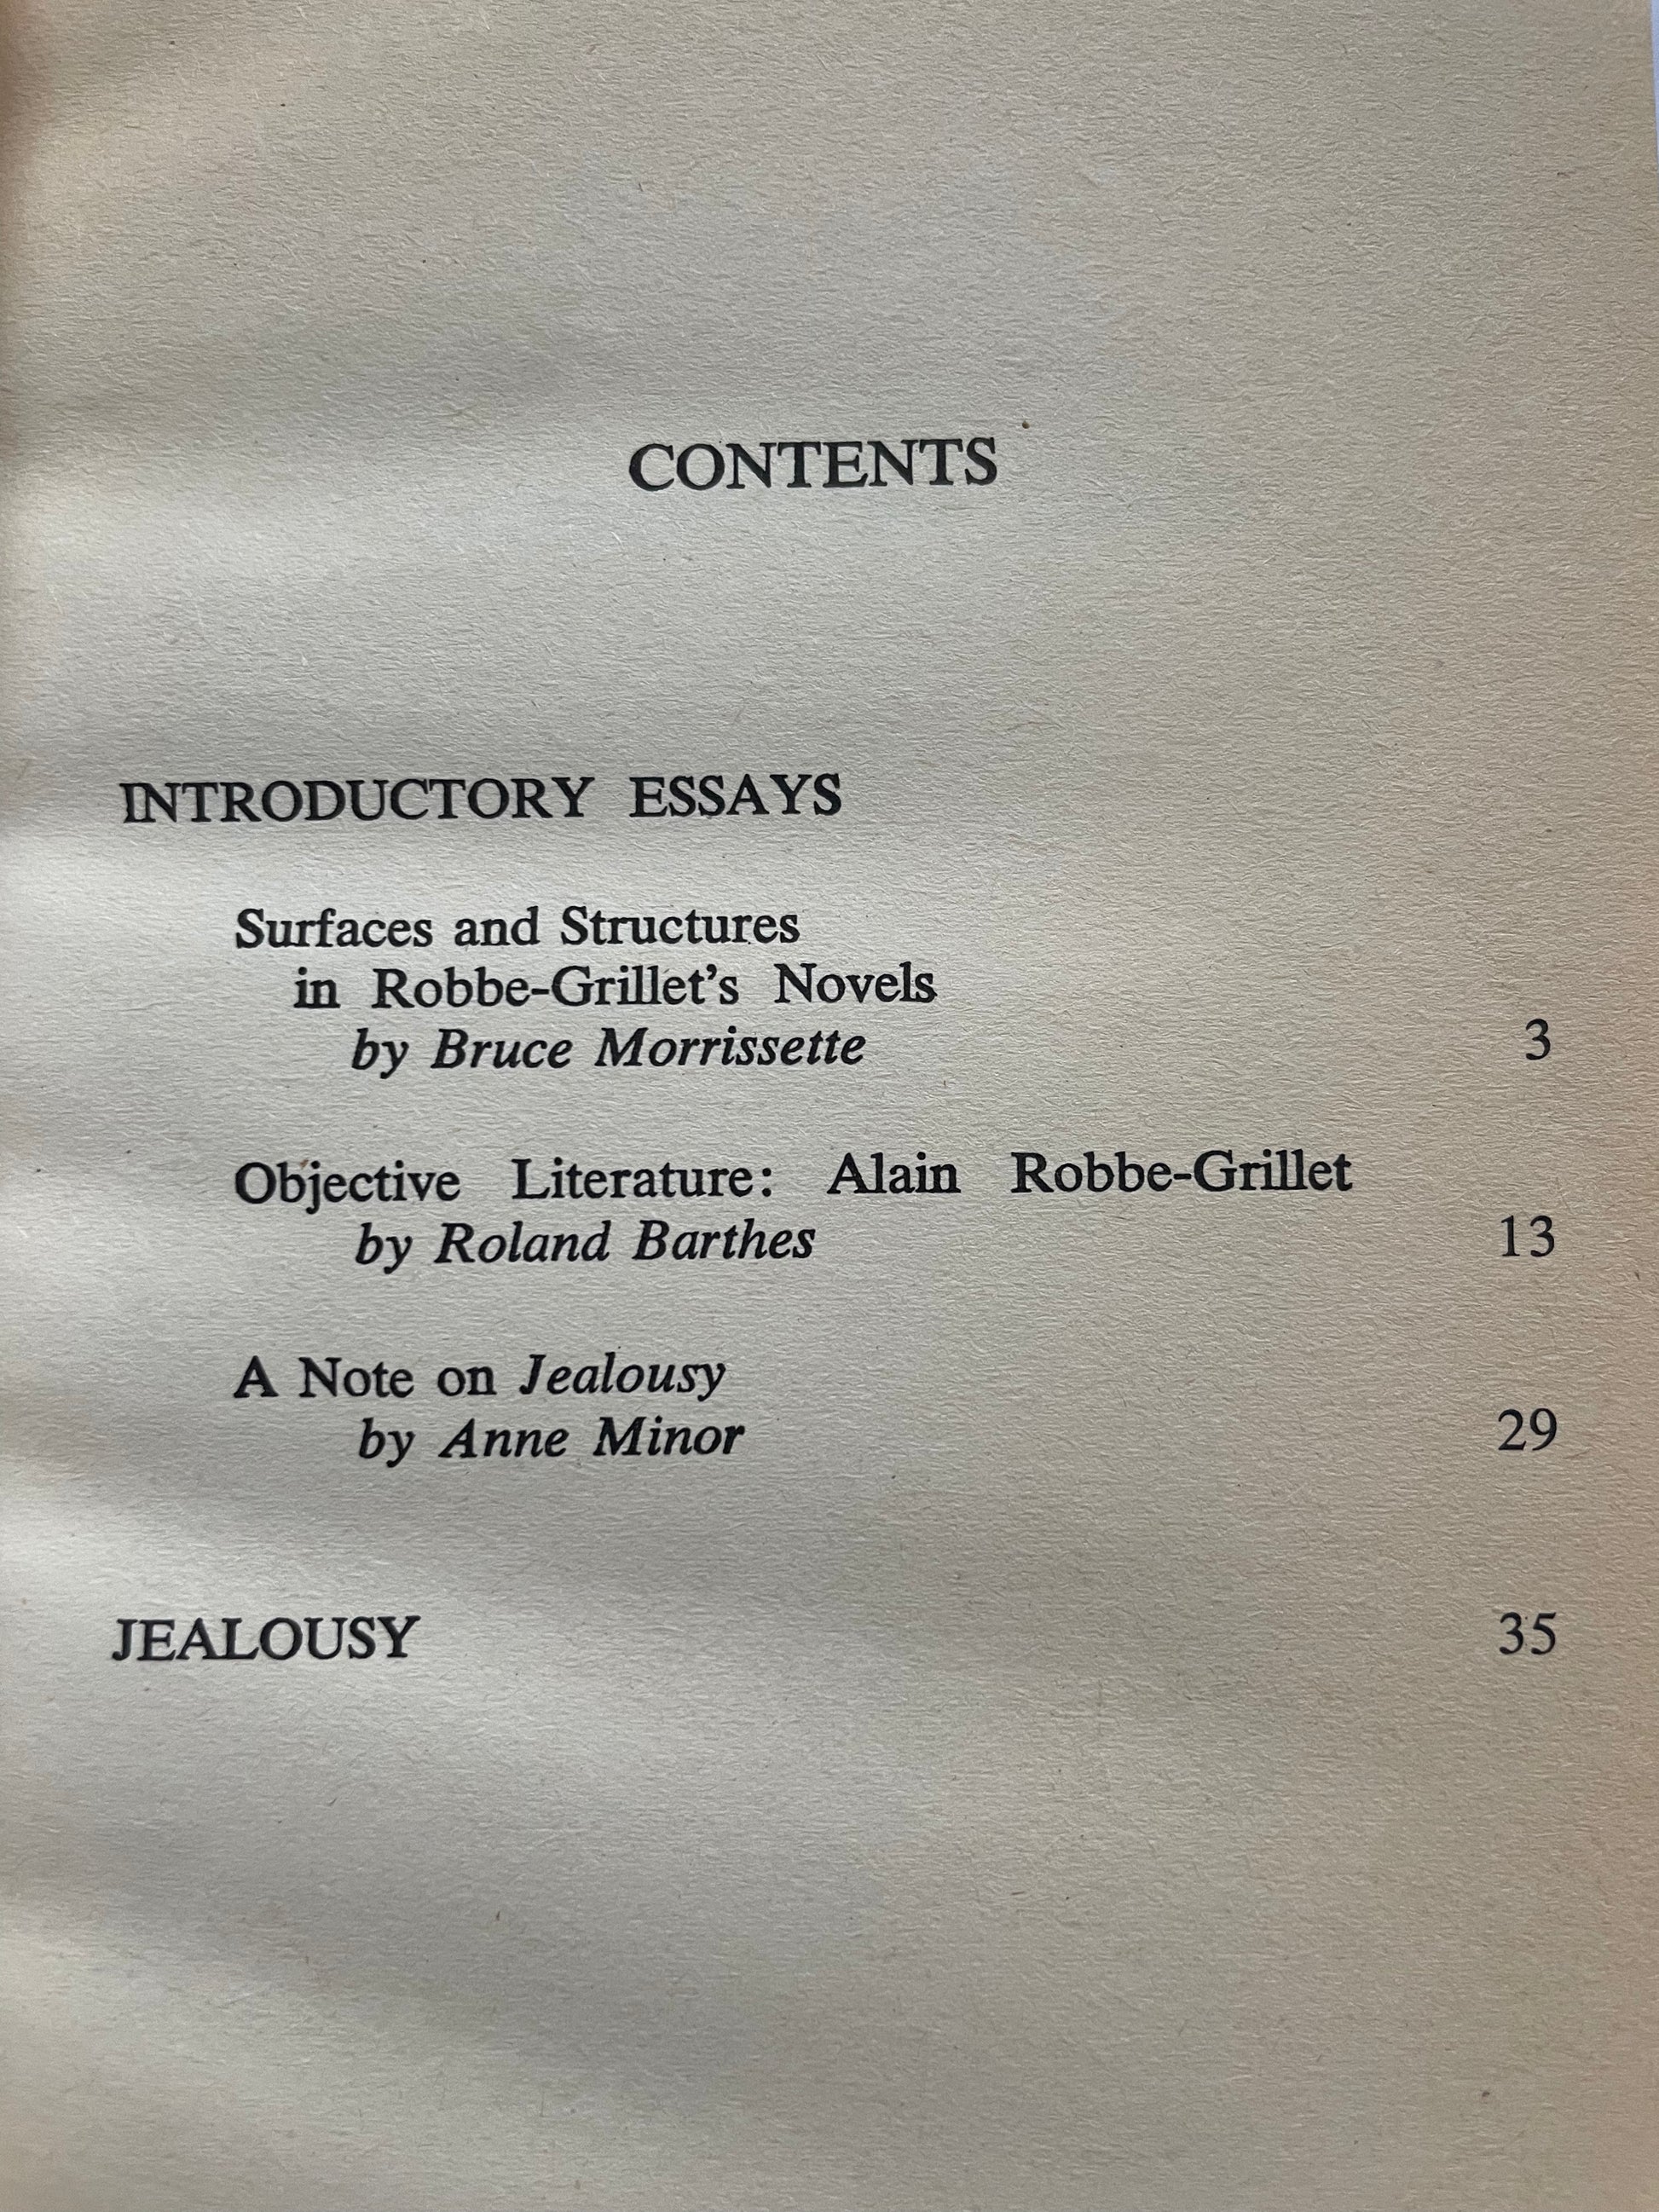 CONTENTS
INTRODUCTORY ESSAYS
Surfaces and Structures
in Robbe-Grillet's Novels
by Bruce Morrissette 3
Objective Literature: Alain Robbe-Grillet
by Roland Barthes 13
A Note on Jealousy
by Anne Minor 29
JEALOUSY 35